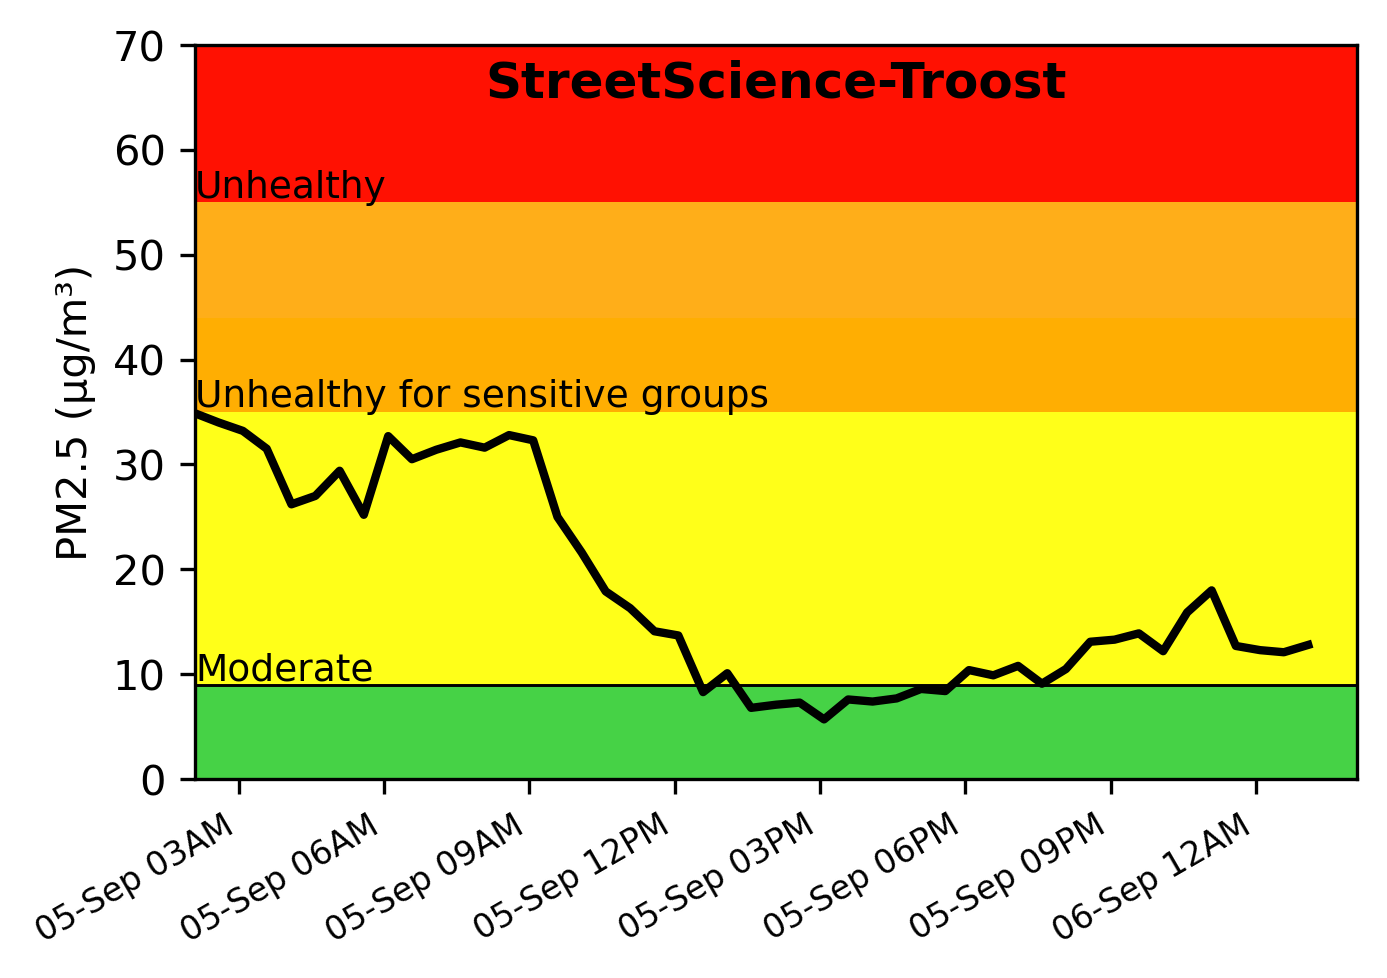 StreetScience-Troost
70
60
50
40
30
20
10
0
PM2.5 (µg/m³)
Unhealthy
Unhealthy for sensitive groups
Moderate
05-Sep 03AM
05-Sep 06AM
05-Sep 09AM
05-Sep 12PM
05-Sep 03PM
05-Sep 06PM
05-Sep 09PM
06-Sep 12AM